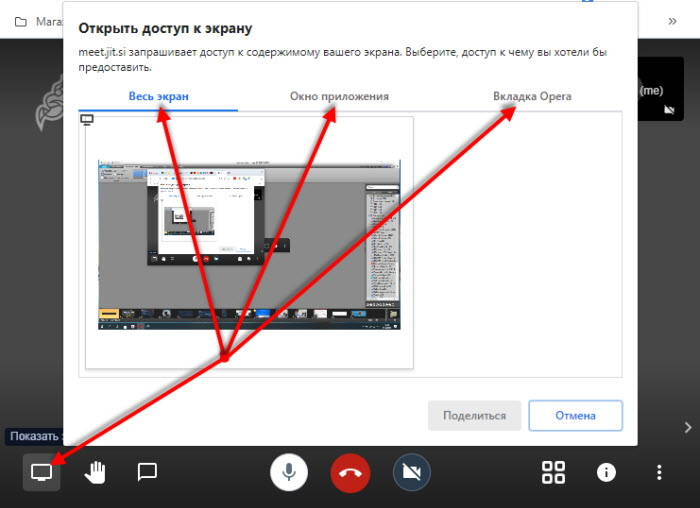 Мага
»
Открыть доступ к экрану
meet.jit.si запрашивает доступ к содержимому вашего экрана. Выберите, доступ к чему вы хотели бы
предоставить.
(me)
Весь экран Окно приложения Вкладка Opera
Поделиться Отмена
Показать